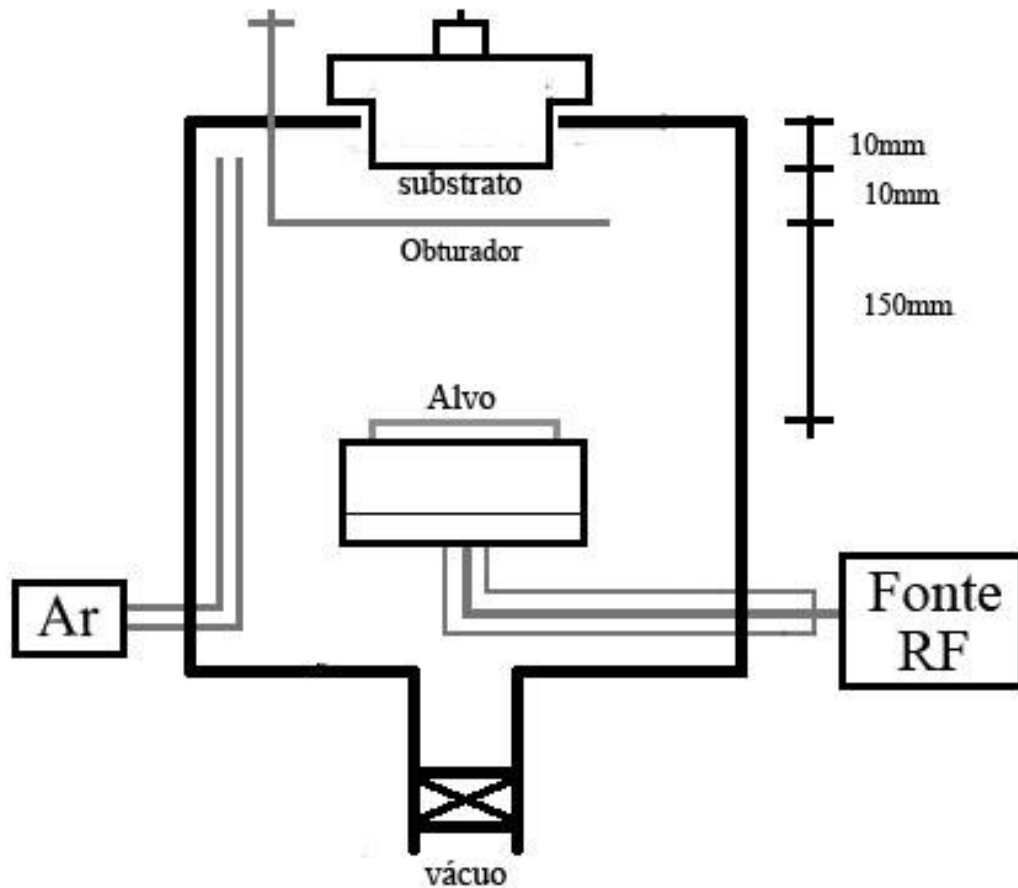 10mm
substrato
10mm
Obturador
150mm
Alvo
Ar
Fonte
RF
vácuo